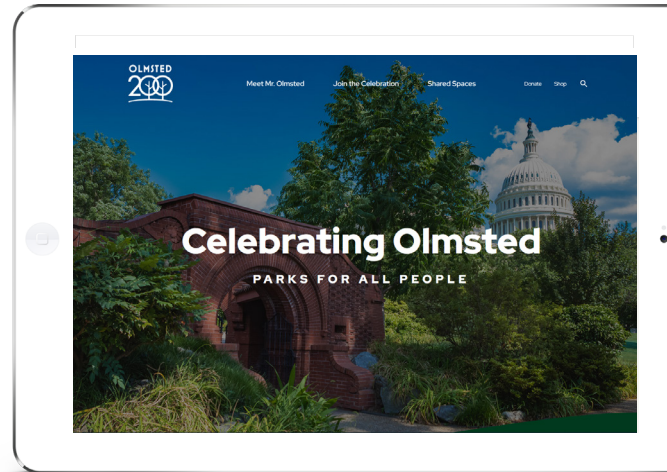 OLMSTED
200
Meet Mr. Olmsted Join the Celebration Shared Spaces Donate Shop
Celebrating Olmsted
PARKS FOR ALL PEOPLE